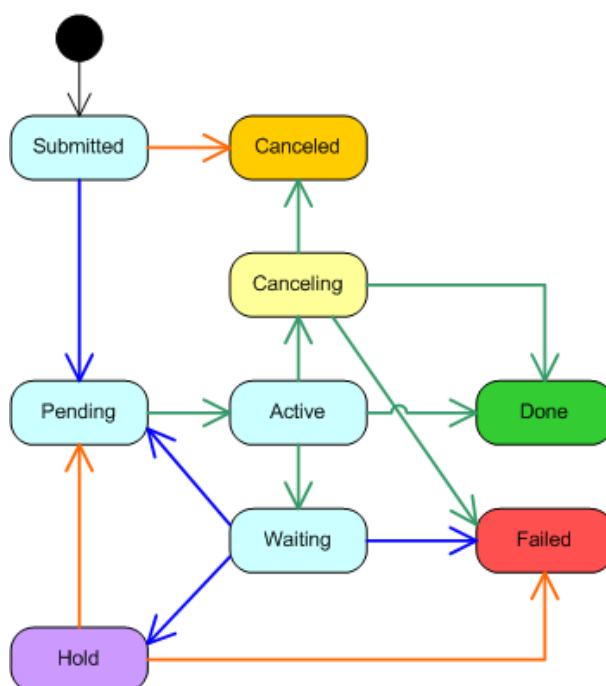 Submitted
Canceled
Canceling
Pending
Active
Done
Waiting
Failed
Hold